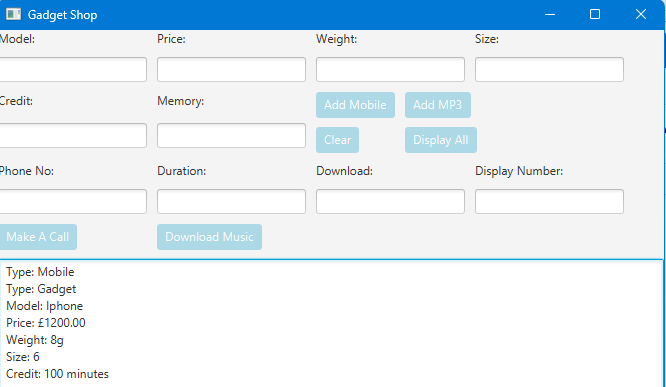 Gadget Shop
Model: Price: Weight: Size:
Credit: Memory: Add Mobile Add MP3
Clear Display All
Phone No: Duration: Download: Display Number:
Make A Call Download Music
Type: Mobile
Type: Gadget
Model: Iphone
Price: £1200.00
Weight: 8g
Size: 6
Credit: 100 minutes